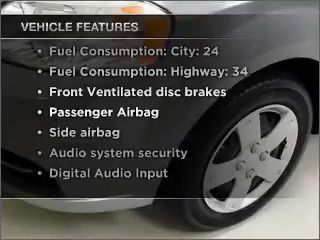 VEHICLE FEATURES
• Fuel Consumption: City: 24
• Fuel Consumption: Highway: 34
• Front Ventilated disc brakes
• Passenger Airbag
• Side airbag
• Audio system security
• Digital Audio Input